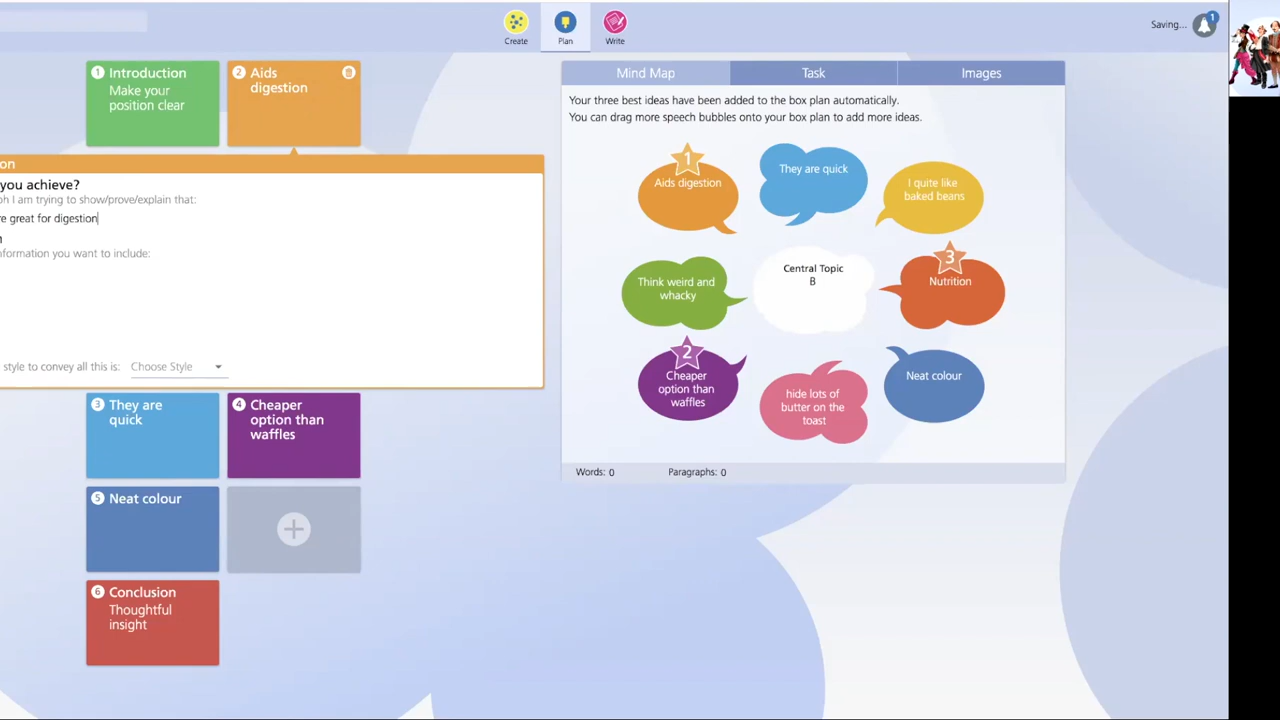 Create
Plan
Write
Saving...
1
1 Introduction
Make your
position clear
2 Aids
digestion
on
you achieve?
oh I am trying to show/prove/explain that:
re great for digestion
n
nformation you want to include:
style to convey all this is: Choose Style
3 They are
quick
4 Cheaper
option than
waffles
5 Neat colour
6 Conclusion
Thoughtful
insight
Mind Map
Task
Images
Your three best ideas have been added to the box plan automatically.
You can drag more speech bubbles onto your box plan to add more ideas.
1
Aids digestion
They are quick
I quite like
baked beans
Think weird and
whacky
Central Topic
B
3
Nutrition
2
Cheaper
option than
waffles
hide lots of
butter on the
toast
Neat colour
Words: 0
Paragraphs: 0